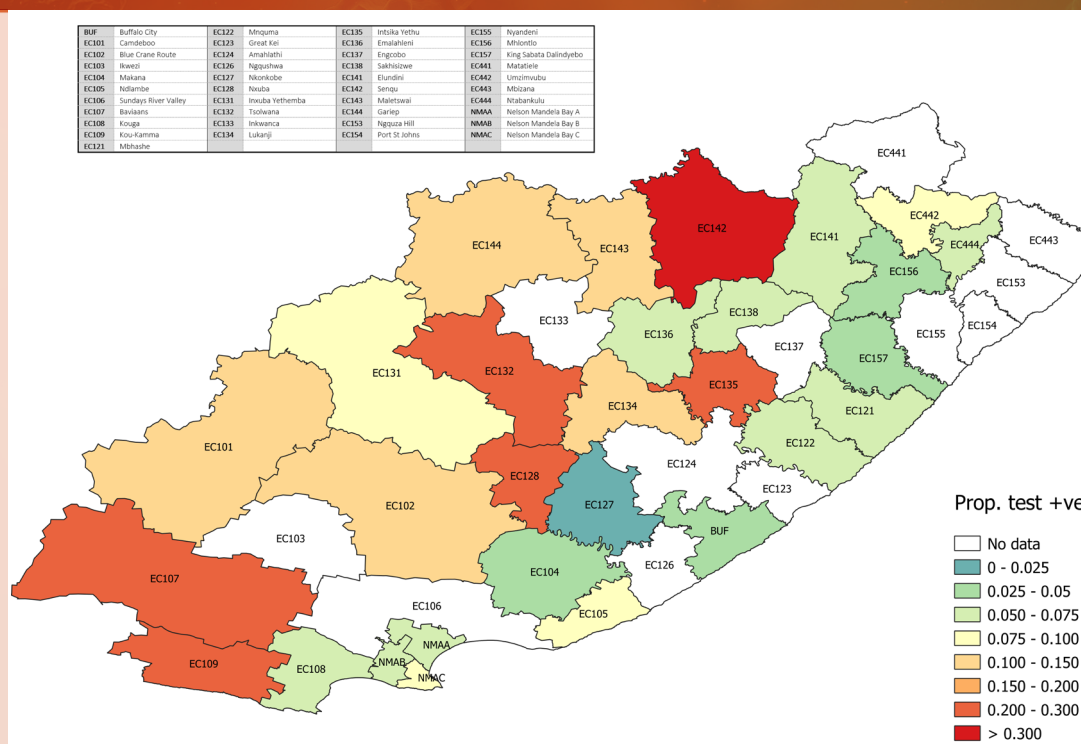 BUF Buffalo City EC122 Mnquma EC135 Intsika Yethu EC155 Nyandeni
EC101 Camdeboo EC123 Great Kei EC136 Emalahleni EC156 Mhlontlo
EC102 Blue Crane Route EC124 Amahlathi EC137 Engcobo EC157 King Sabata Dalindyebo
EC103 Ikwezi EC126 Ngqushwa EC138 Sakhisizwe EC441 Matatiele
EC104 Makana EC127 Nkonkobe EC141 Elundini EC442 Umzimvubu
EC105 Ndlambe EC128 Nxuba EC142 Senqu EC443 Mbizana
EC106 Sundays River Valley EC131 Inxuba Yethemba EC143 Maletswai EC444 Ntabankulu
EC107 Baviaans EC132 Tsolwana EC144 Gariep NMAA Nelson Mandela Bay A
EC108 Kouga EC133 Inkwanca EC153 Ngquza Hill NMAB Nelson Mandela Bay B
EC109 Kou-Kamma EC134 Lukanji EC154 Port St Johns NMAC Nelson Mandela Bay C
EC121 Mbhashe
EC441
EC442
EC142
EC141
EC444
EC443
EC144
EC143
EC156
EC153
EC138
EC133
EC136
EC154
EC155
EC137
EC157
EC132
EC131
EC135
EC134
EC121
EC122
EC101
EC124
EC128
EC123
EC102
EC127
BUF
EC103
EC126
EC104
EC107
EC106
EC105
NMAA
NMAB
EC109
EC108
NMAC
Prop. test +ve
No data
0 - 0.025
0.025 - 0.05
0.050 - 0.075
0.075 - 0.100
0.100 - 0.150
0.150 - 0.200
0.200 - 0.300
> 0.300